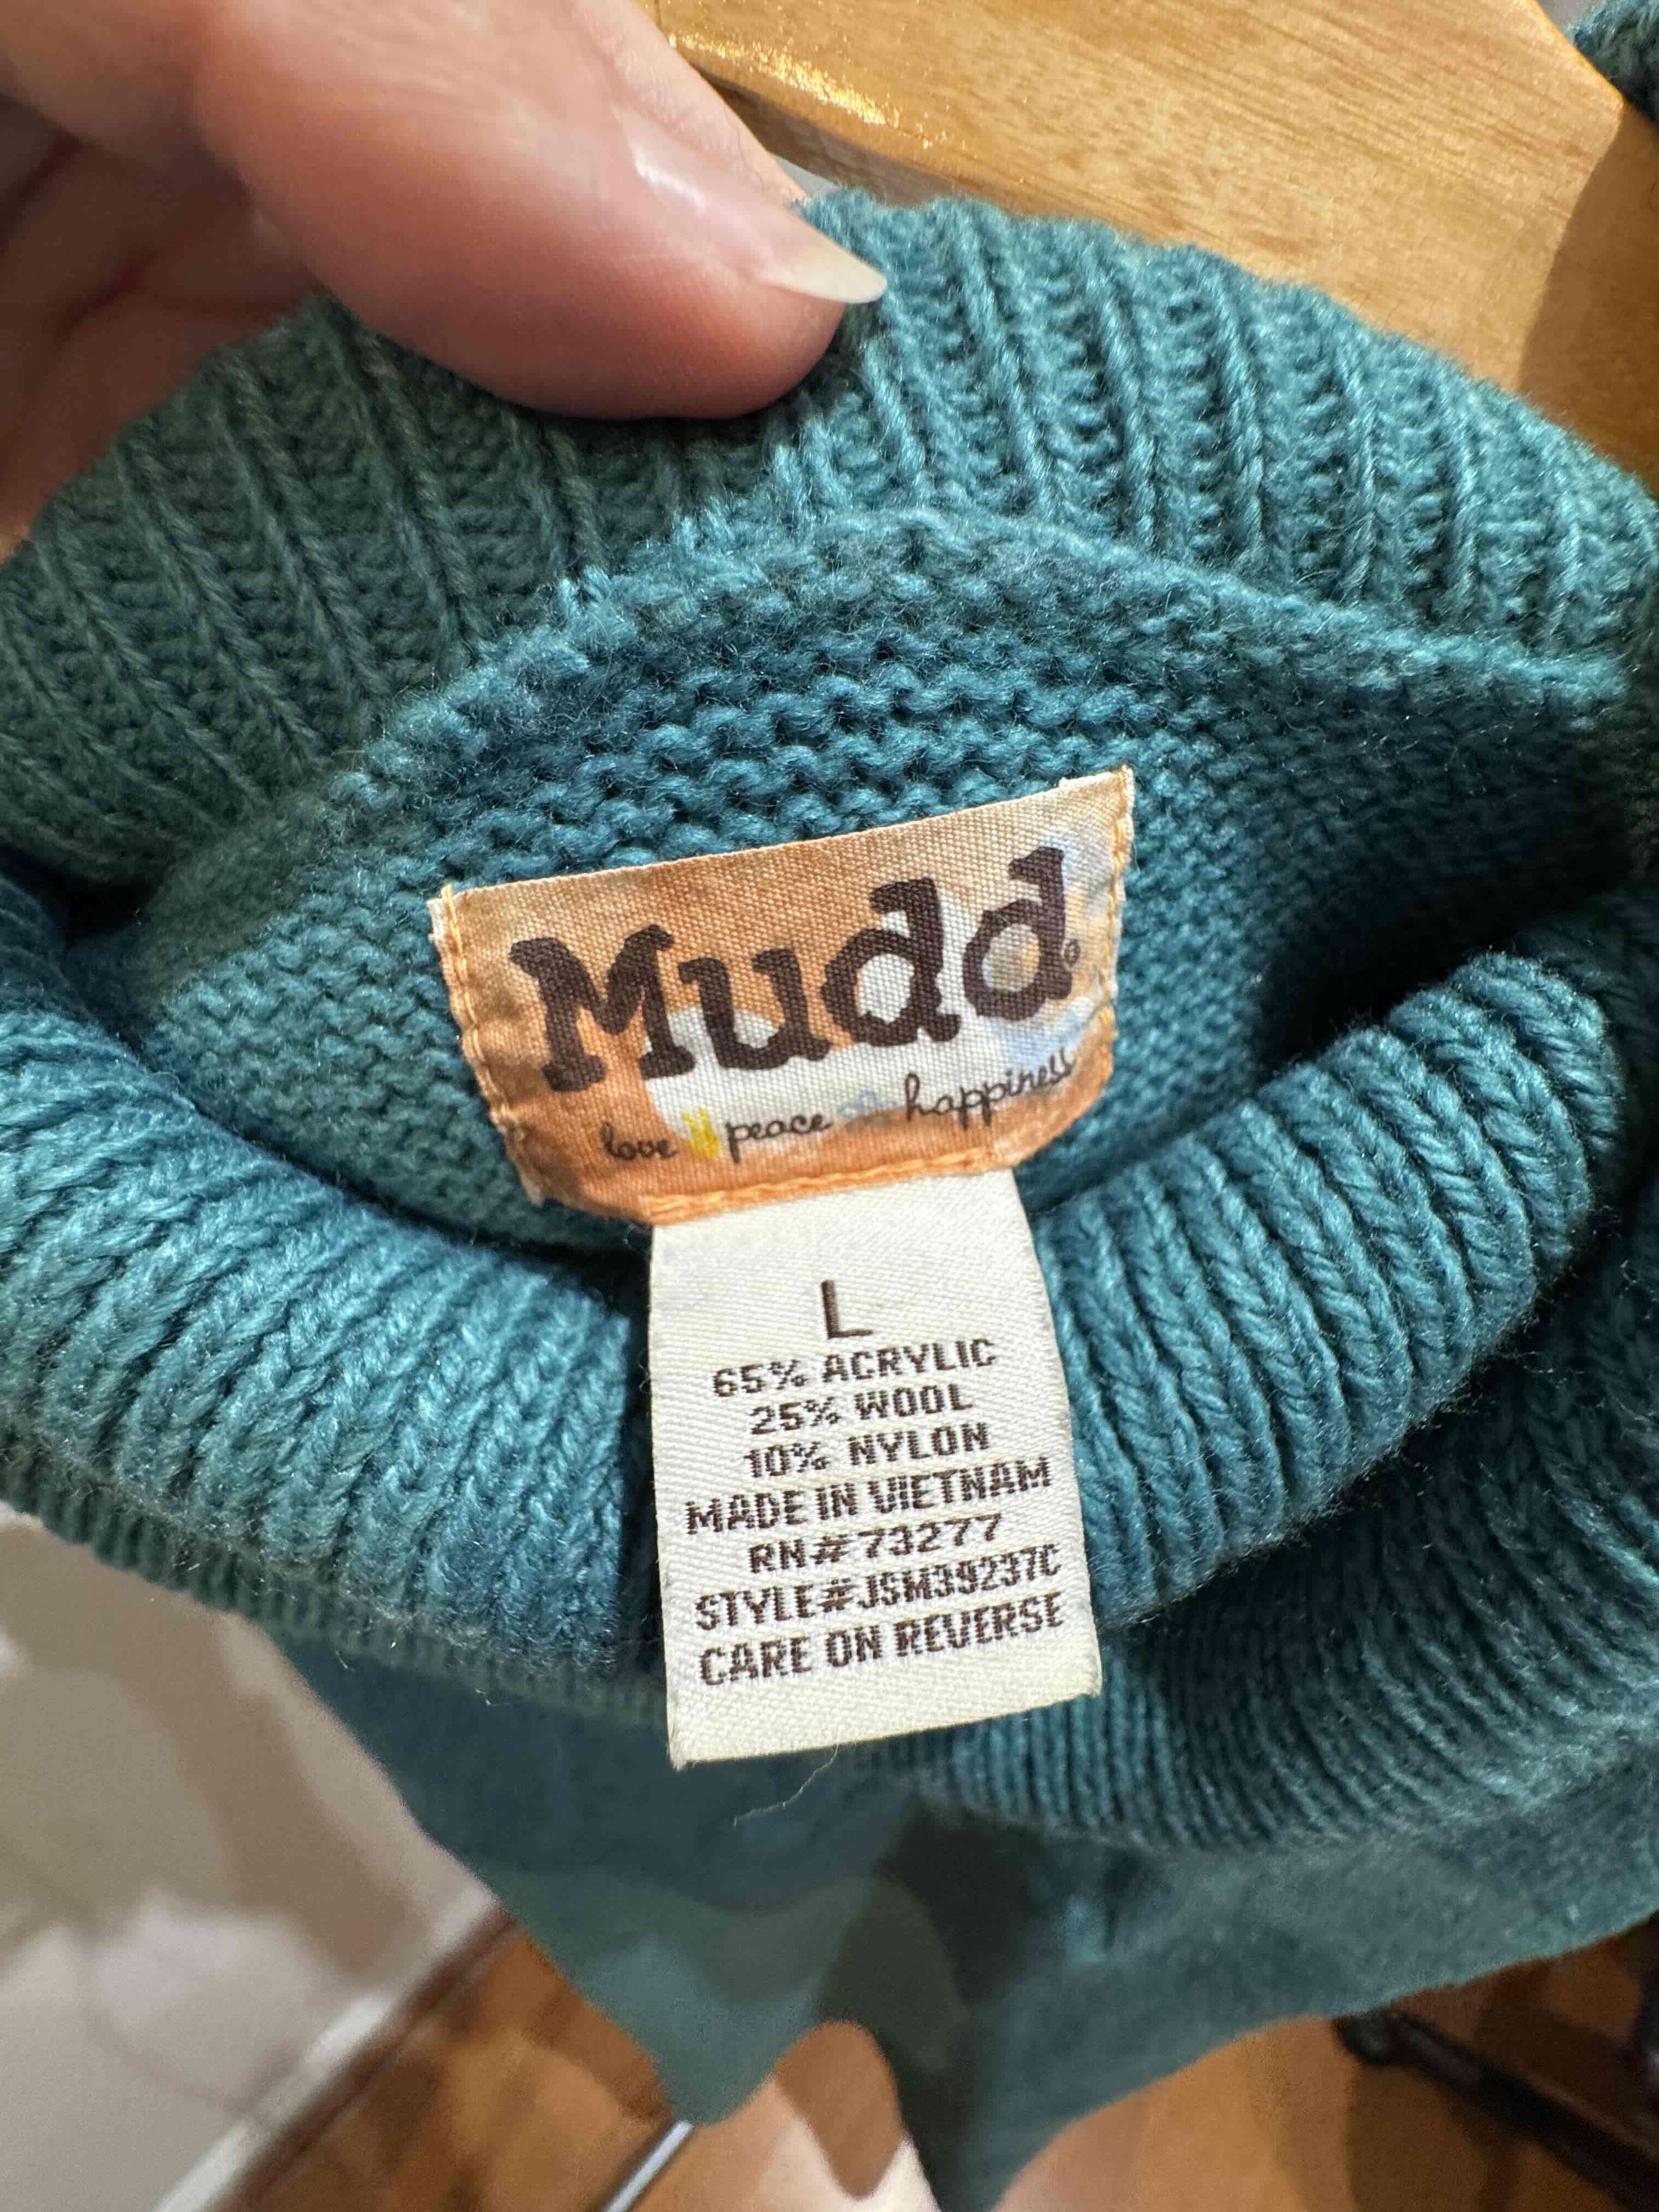 Mudd®
love peace happiness
L
65% ACRYLIC
25% WOOL
10% NYLON
MADE IN VIETNAM
RN#73277
STYLE#JSM39237C
CARE ON REVERSE